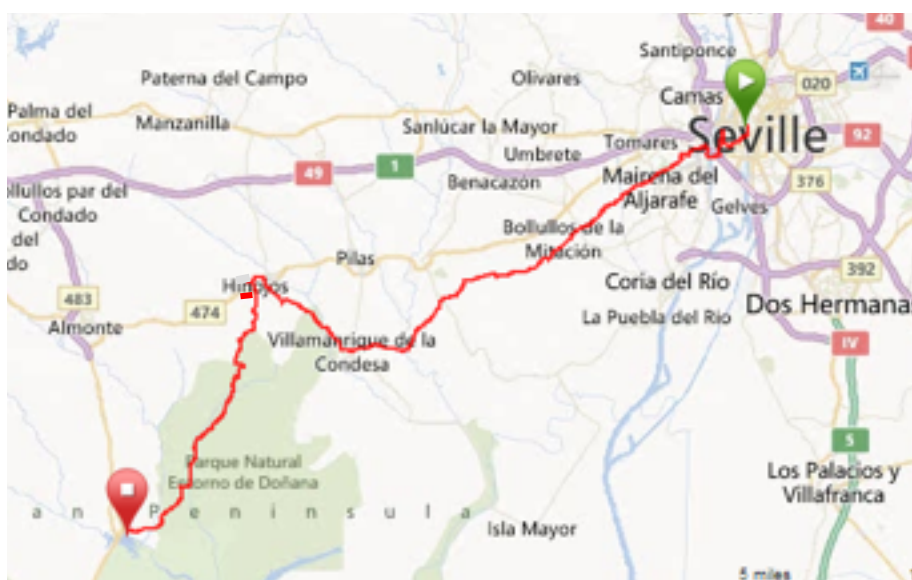 40
Santiponce
Paterna del Campo
Olivares
020
Camas
Palma del
ondado
Manzanilla
Sanlúcar la Mayor
Seville
92
Tomares
Umbrete
49
1
Benacazón
Mairena del
Aljarafe
376
ollullos par del
Condado
Gelves
del
do
Bollullos de la
Mitación
Pilas
392
Hinojos
Coria del Río
483
474
Dos Hermana
Almonte
La Puebla del Rio
Villamanrique de la
Condesa
IV
5
Parque Natural
Entorno de Doñana
Los Palacios y
Villafranca
a n P e n i n s u l a
Isla Mayor
5 miles